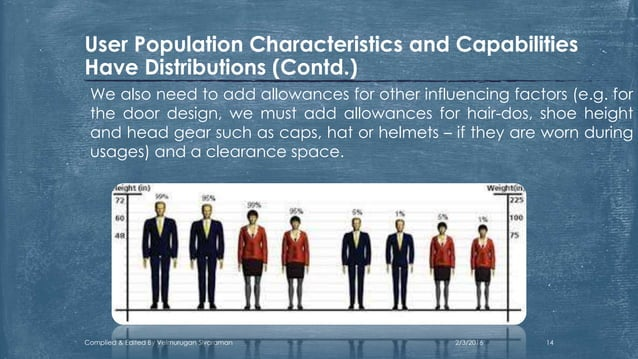 User Population Characteristics and Capabilities
Have Distributions (Contd.)
We also need to add allowances for other influencing factors (e.g. for
the door design, we must add allowances for hair-dos, shoe height
and head gear such as caps, hat or helmets – if they are worn during
usages) and a clearance space.
Height (in) Weight(in
72 99% 95% 99% 95% 5% 1% 5% 1% 225
60 100
48 75
Complied & Edited By Velmurugan Sivaraman 2/3/2016 14